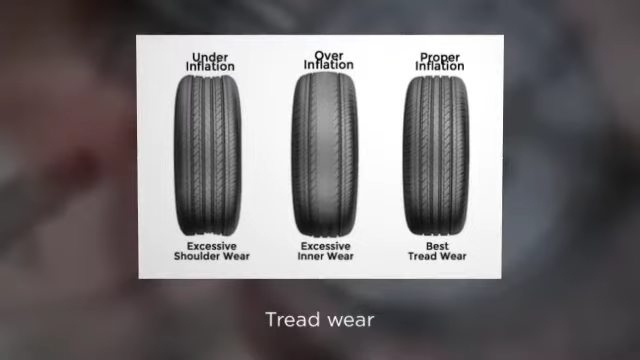 Under
Inflation
Over
Inflation
Proper
Inflation
Excessive
Shoulder Wear
Excessive
Inner Wear
Best
Tread Wear
Tread wear